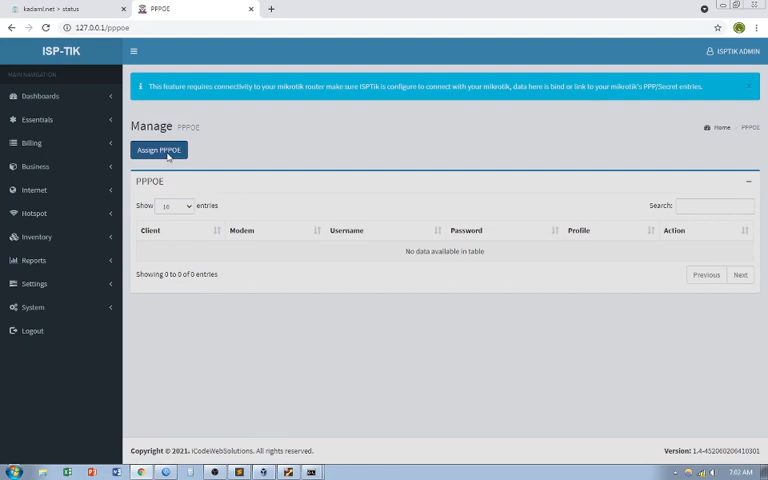 kadaml.net > status
PPPOE
127.0.0.1/pppoe
ISP-TIK
ISPTIK ADMIN
MAIN NAVIGATION
Dashboards
Essentials
Billing
Business
Internet
Hotspot
Inventory
Reports
Settings
System
Logout
This feature requires connectivity to your mikrotik router make sure ISPTik is configure to connect with your mikrotik, data here is bind or link to your mikrotik's PPP/Secret entries.
Manage PPPOE
Home / PPPOE
Assign PPPOE
PPPOE
Show 10 entries
Search:
Client Modem Username Password Profile Action
No data available in table
Showing 0 to 0 of 0 entries
Previous Next
Copyright © 2021. iCodeWebSolutions. All rights reserved.
Version: 1.4-452060206410301
7:02 AM